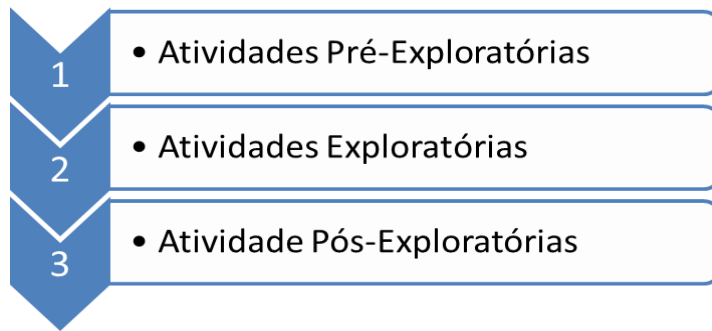 1
• Atividades Pré-Exploratórias
2
• Atividades Exploratórias
3
• Atividade Pós-Exploratórias